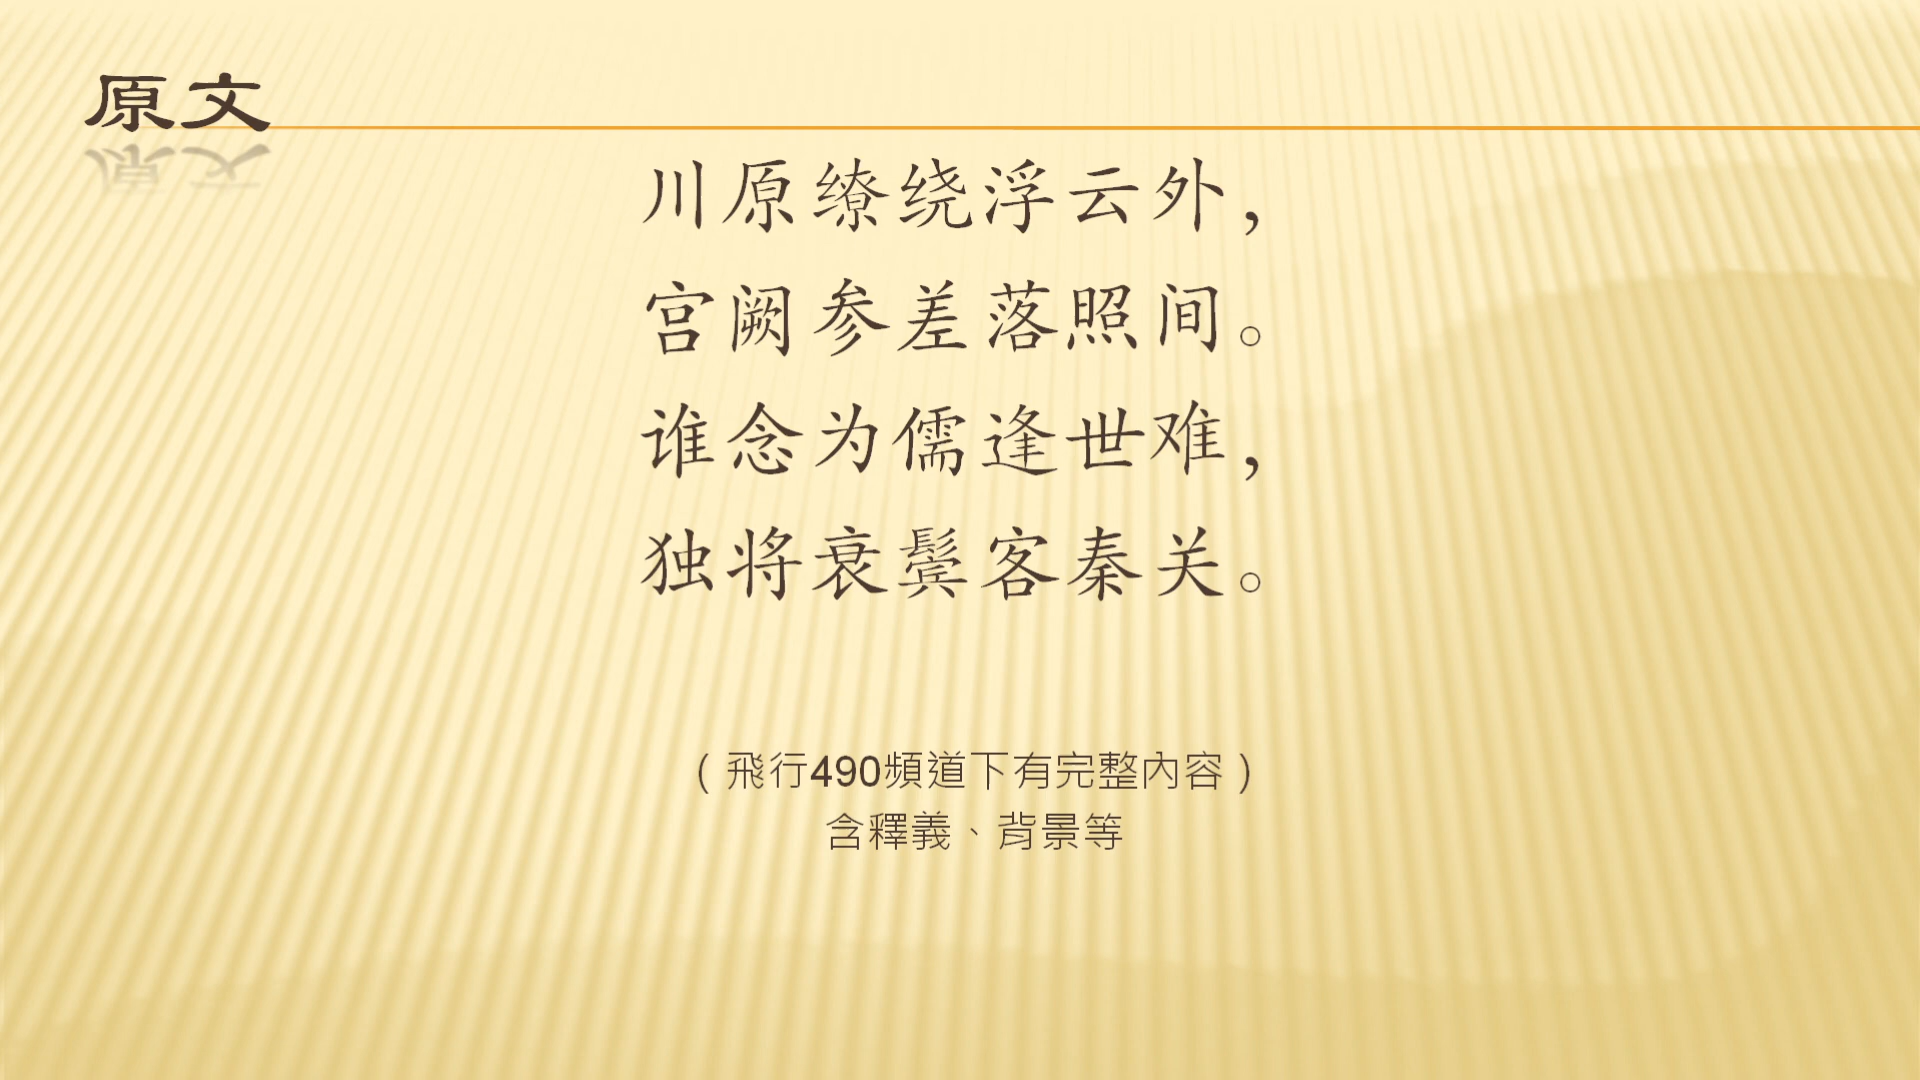 原文
川原缭绕浮云外，
宫阙参差落照间。
谁念为儒逢世难，
独将衰鬓客秦关。
（飛行490頻道下有完整內容）
含釋義、背景等